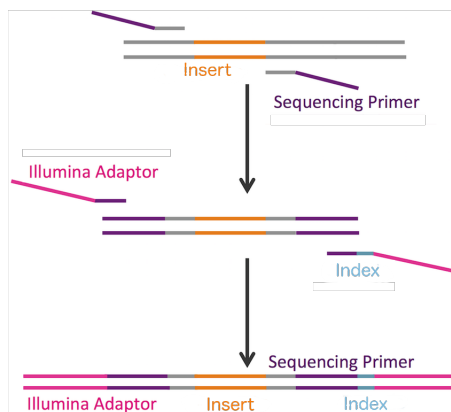 Insert
Sequencing Primer
Illumina Adaptor
Index
Sequencing Primer
Illumina Adaptor
Insert
Index